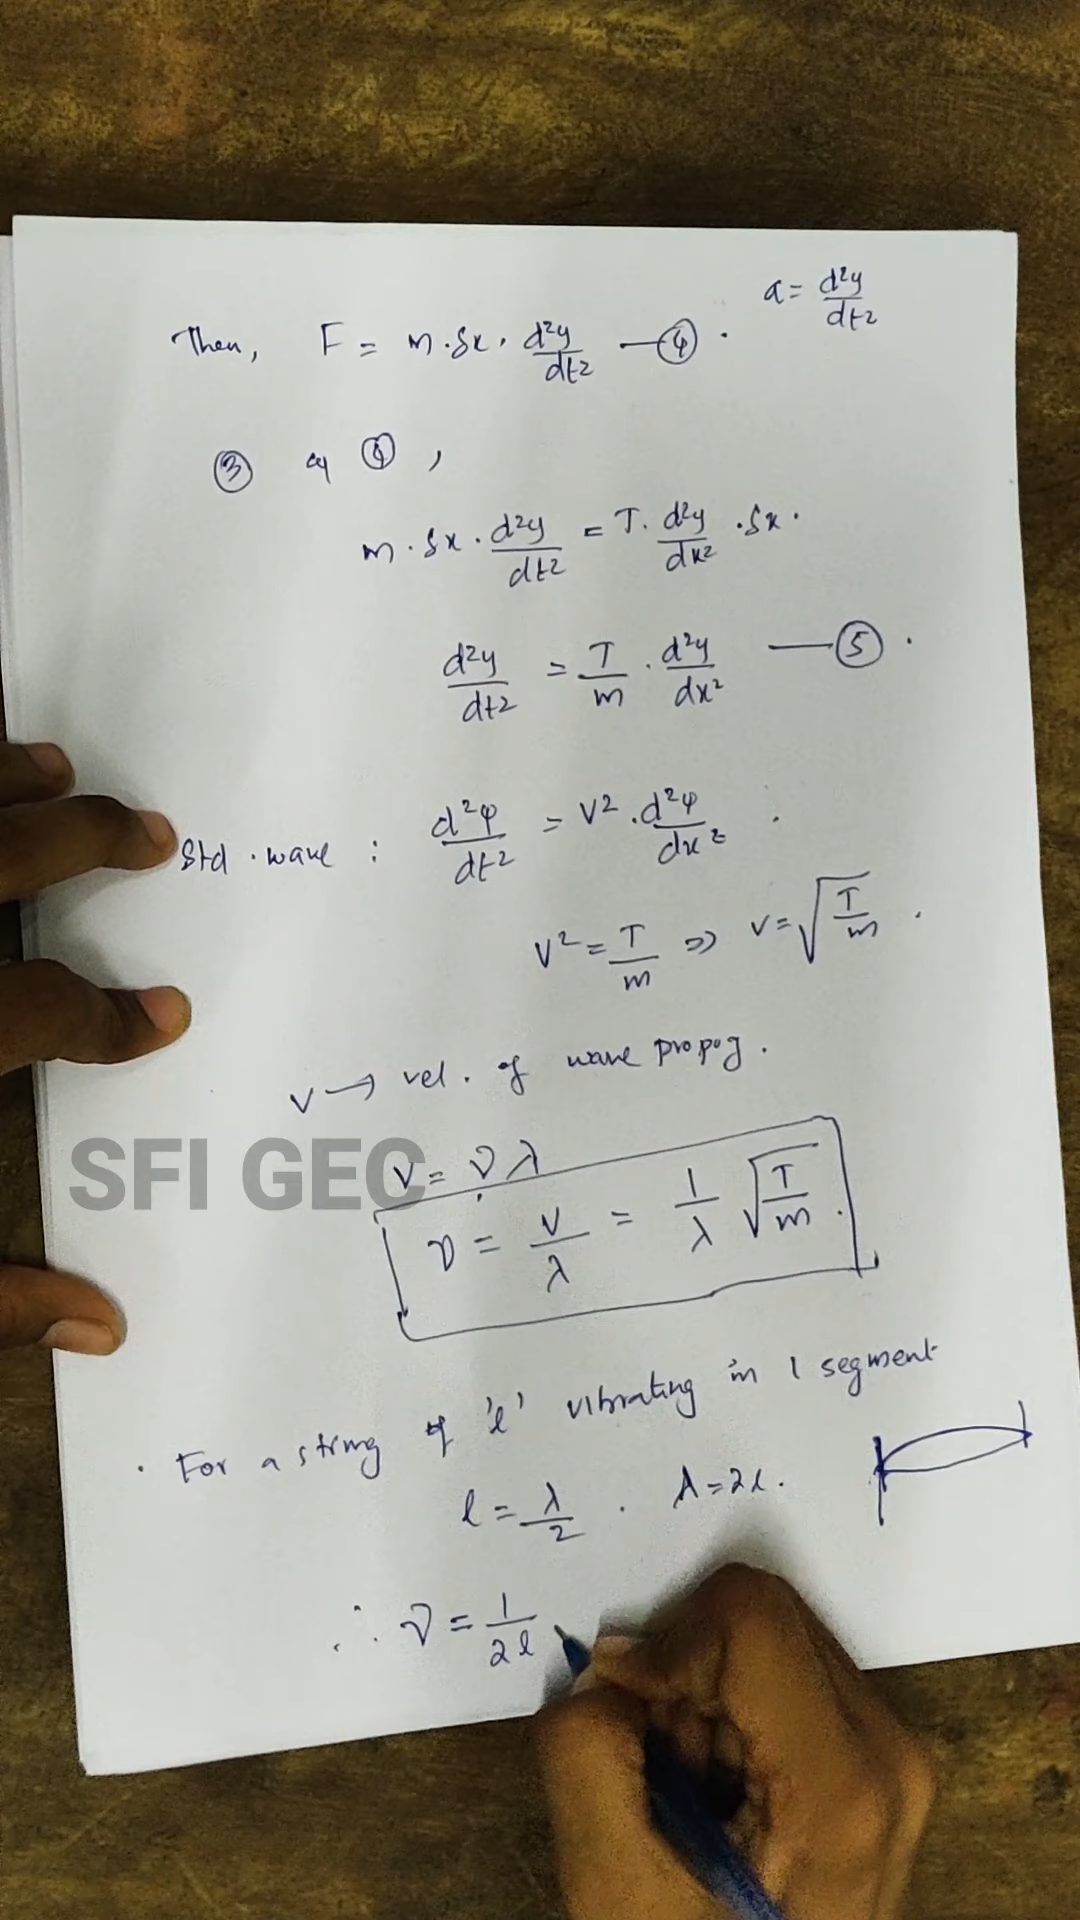 a = d²y/dt²
Then, F = m·δx· d²y/dt² — ④ ·
③ & ④ ,
m · δx · d²y/dt² = T· d²y/dx² ·δx·
d²y/dt² = T/m · d²y/dx² — ⑤ ·
Std · wave : d²φ/dt² = V² · d²φ/dx² ·
V² = T/m => V = √(T/m) ·
V → vel. of wave propog.
V = νλ
SFI GEC
ν = V/λ = 1/λ √(T/m) ·
· For a string of 'l' vibrating in 1 segment
l = λ/2 · λ = 2l.
∴ ν = 1/2l